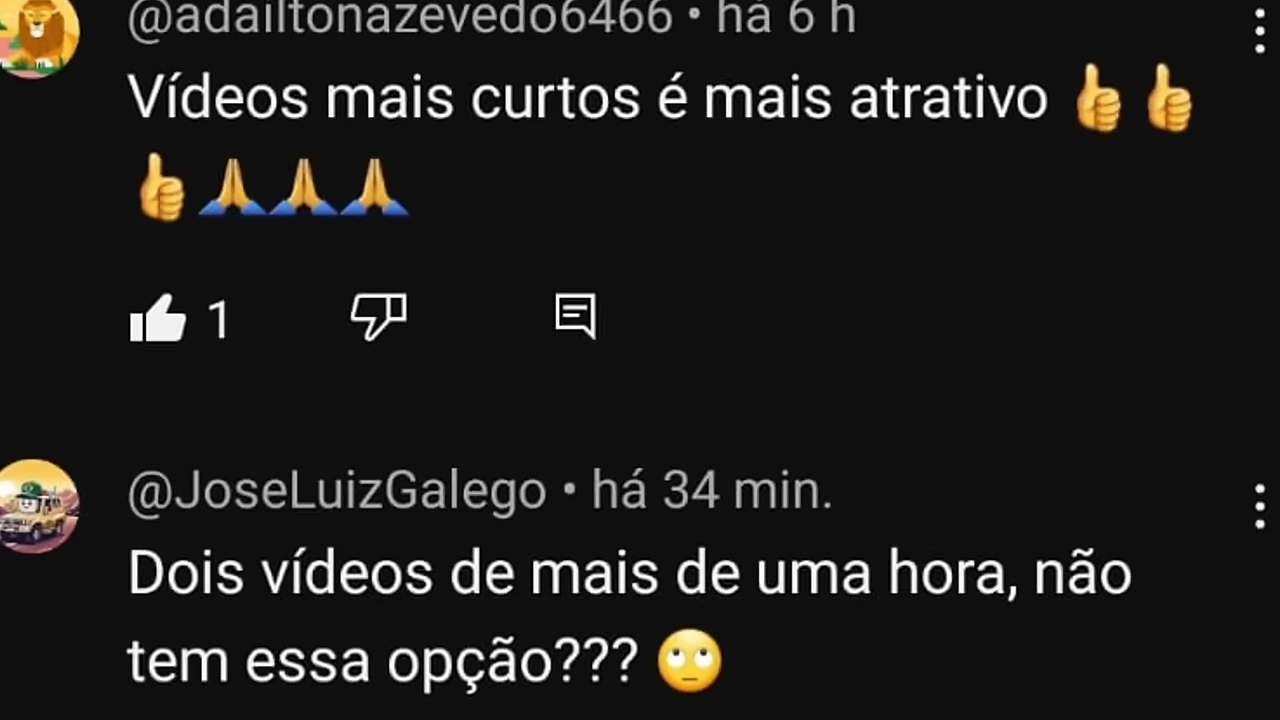 @adailtonazevedo6466 • há 6 h
Vídeos mais curtos é mais atrativo 👍👍
👍🙏🙏🙏
1
@JoseLuizGalego • há 34 min.
Dois vídeos de mais de uma hora, não
tem essa opção??? 🙄